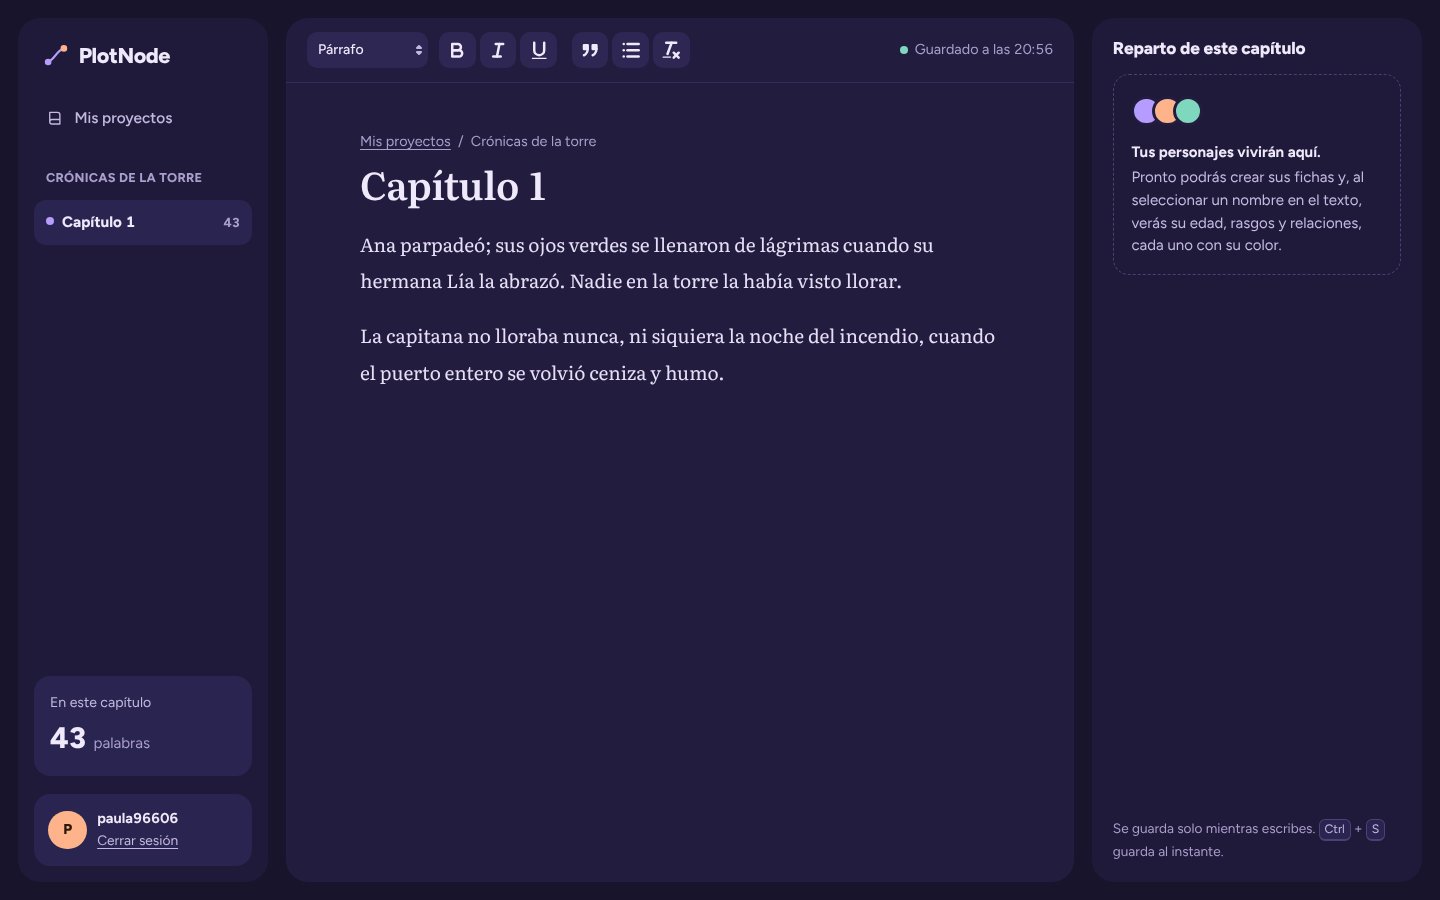 PlotNode
Mis proyectos
CRÓNICAS DE LA TORRE
Capítulo 1 43
En este capítulo
43 palabras
P
paula96606
Cerrar sesión
Párrafo
B I U
Guardado a las 20:56
Mis proyectos / Crónicas de la torre
Capítulo 1
Ana parpadeó; sus ojos verdes se llenaron de lágrimas cuando su
hermana Lía la abrazó. Nadie en la torre la había visto llorar.
La capitana no lloraba nunca, ni siquiera la noche del incendio, cuando
el puerto entero se volvió ceniza y humo.
Reparto de este capítulo
Tus personajes vivirán aquí.
Pronto podrás crear sus fichas y, al
seleccionar un nombre en el texto,
verás su edad, rasgos y relaciones,
cada uno con su color.
Se guarda solo mientras escribes. Ctrl + S
guarda al instante.